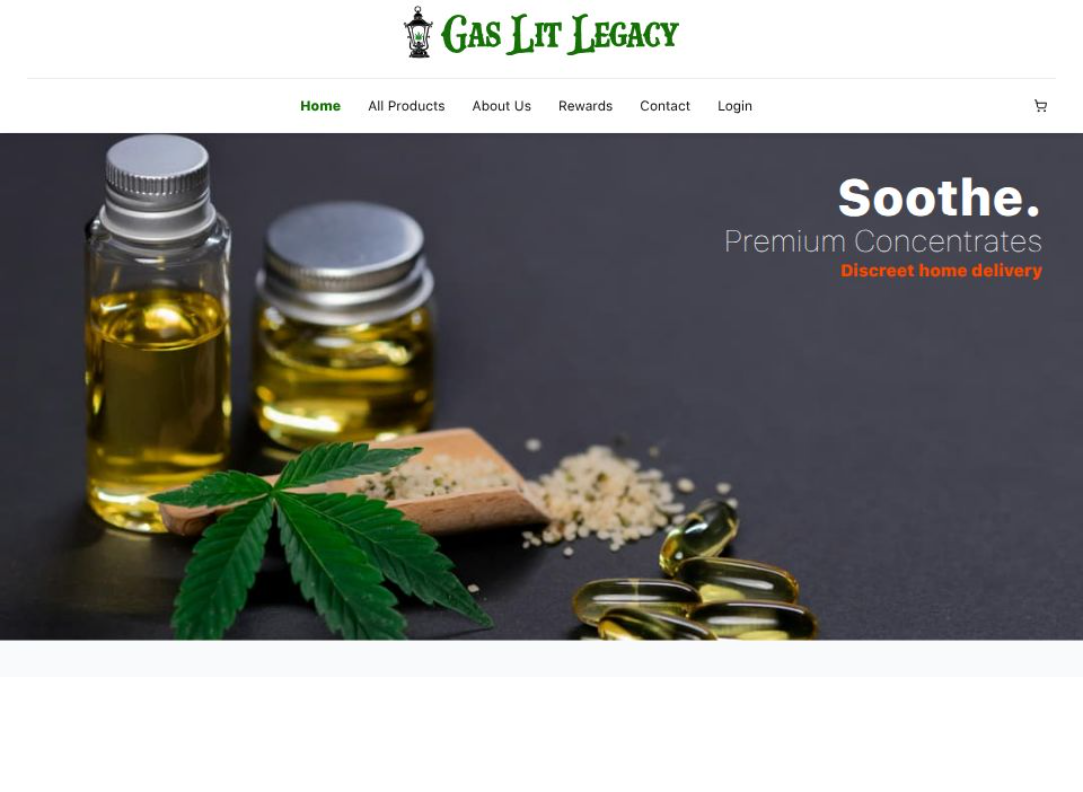 Gas Lit Legacy
Home All Products About Us Rewards Contact Login
Soothe.
Premium Concentrates
Discreet home delivery